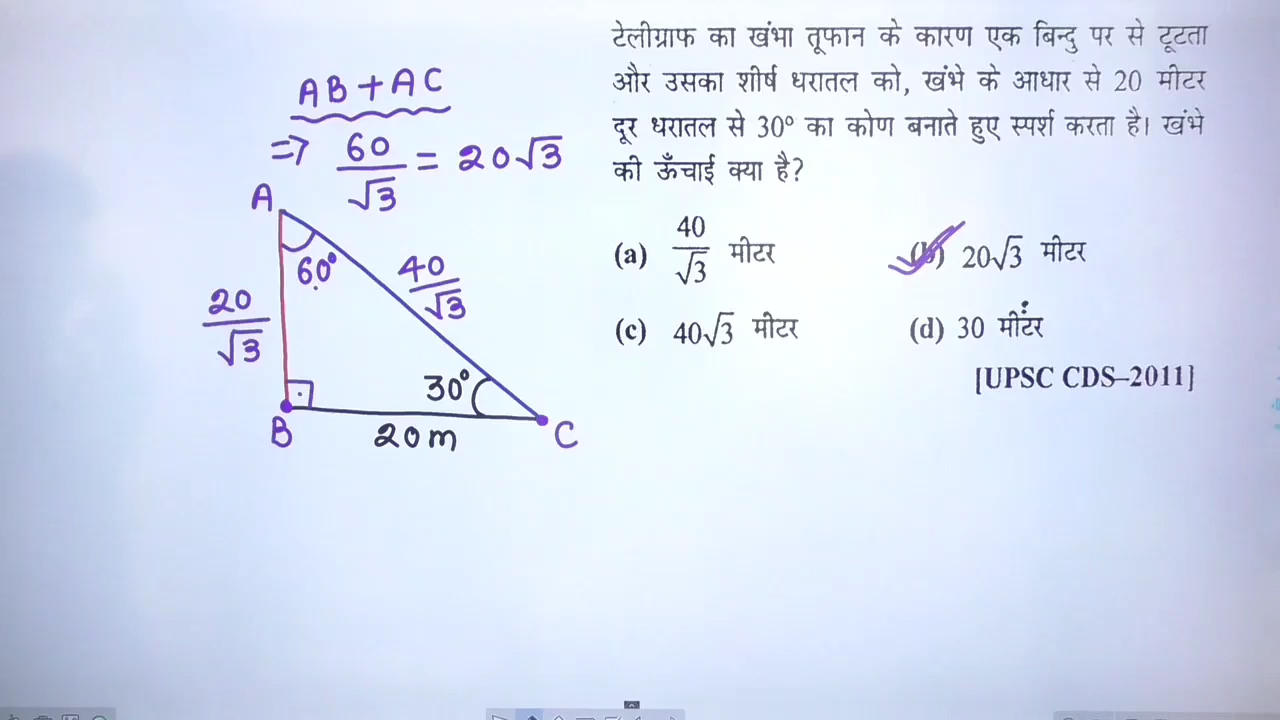 टेलीग्राफ का खंभा तूफान के कारण एक बिन्दु पर से टूटता
और उसका शीर्ष धरातल को, खंभे के आधार से 20 मीटर
दूर धरातल से 30° का कोण बनाते हुए स्पर्श करता है। खंभे
की ऊँचाई क्या है?
(a) 40/√3 मीटर
(b) 20√3 मीटर
(c) 40√3 मीटर
(d) 30 मीटर
[UPSC CDS–2011]
AB + AC
⇒ 60/√3 = 20√3
A
60°
40/√3
20/√3
30°
B
20m
C